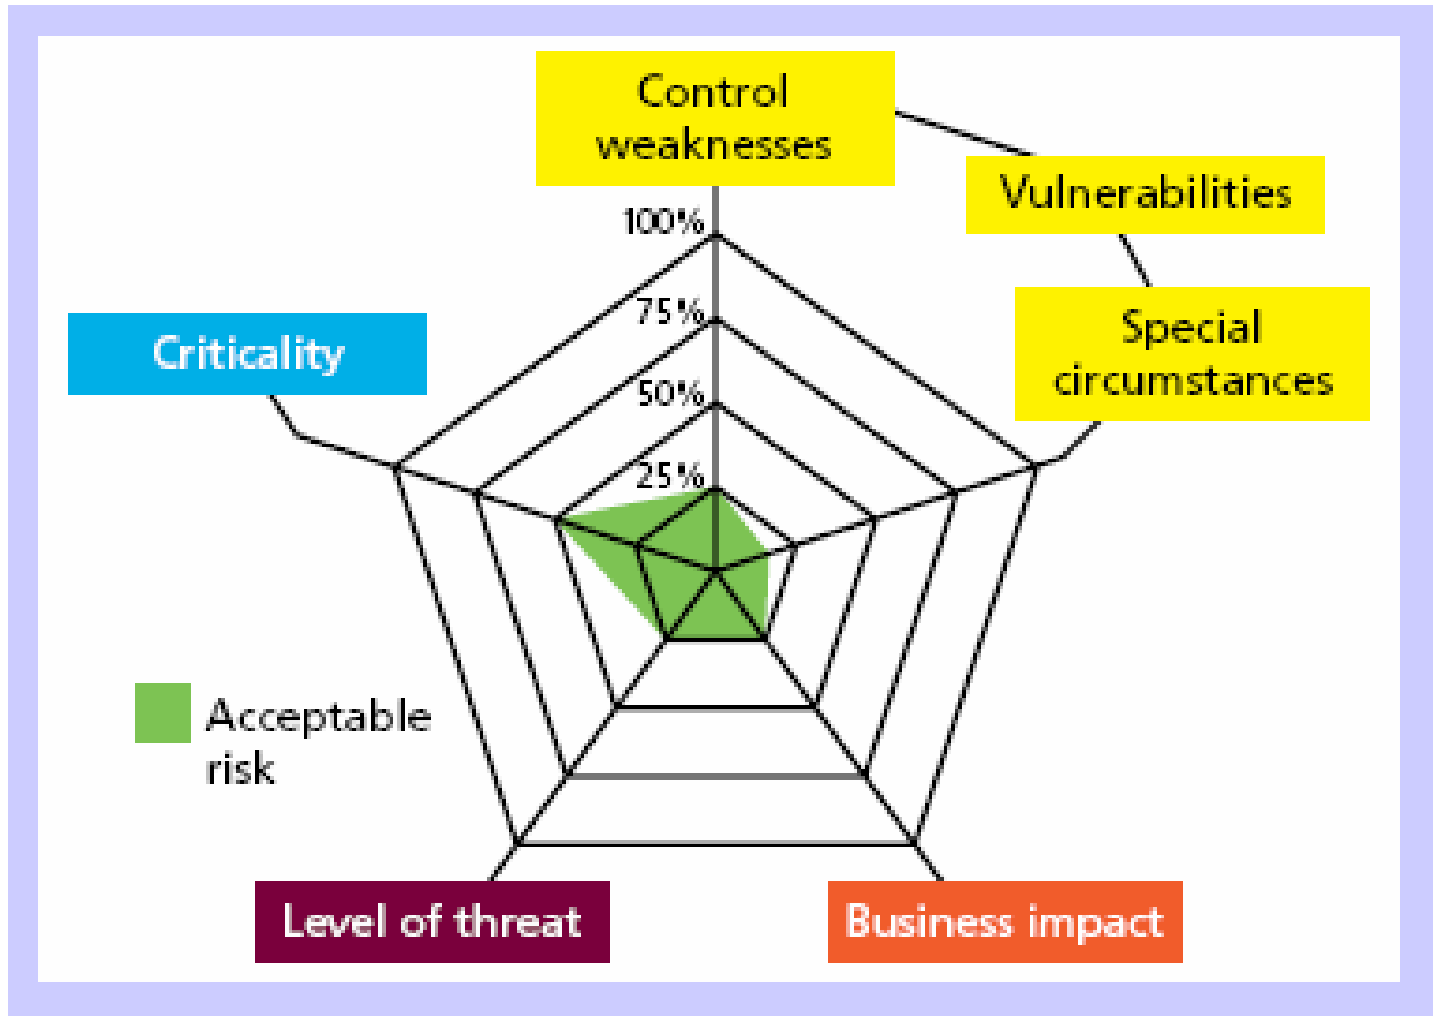 Control
weaknesses
Vulnerabilities
100%
Special
circumstances
75%
Criticality
50%
25%
Acceptable
risk
Level of threat
Business impact